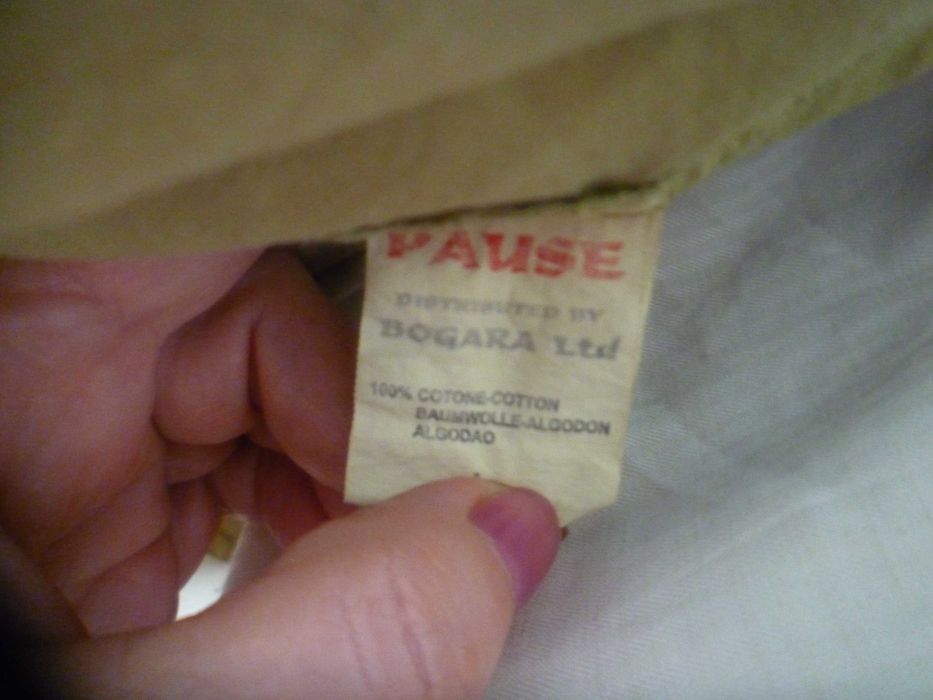 PAUSE
DISTRIBUTED BY
BOGARA Ltd
100% COTONE-COTTON
BAUMWOLLE-ALGODON
ALGODAO